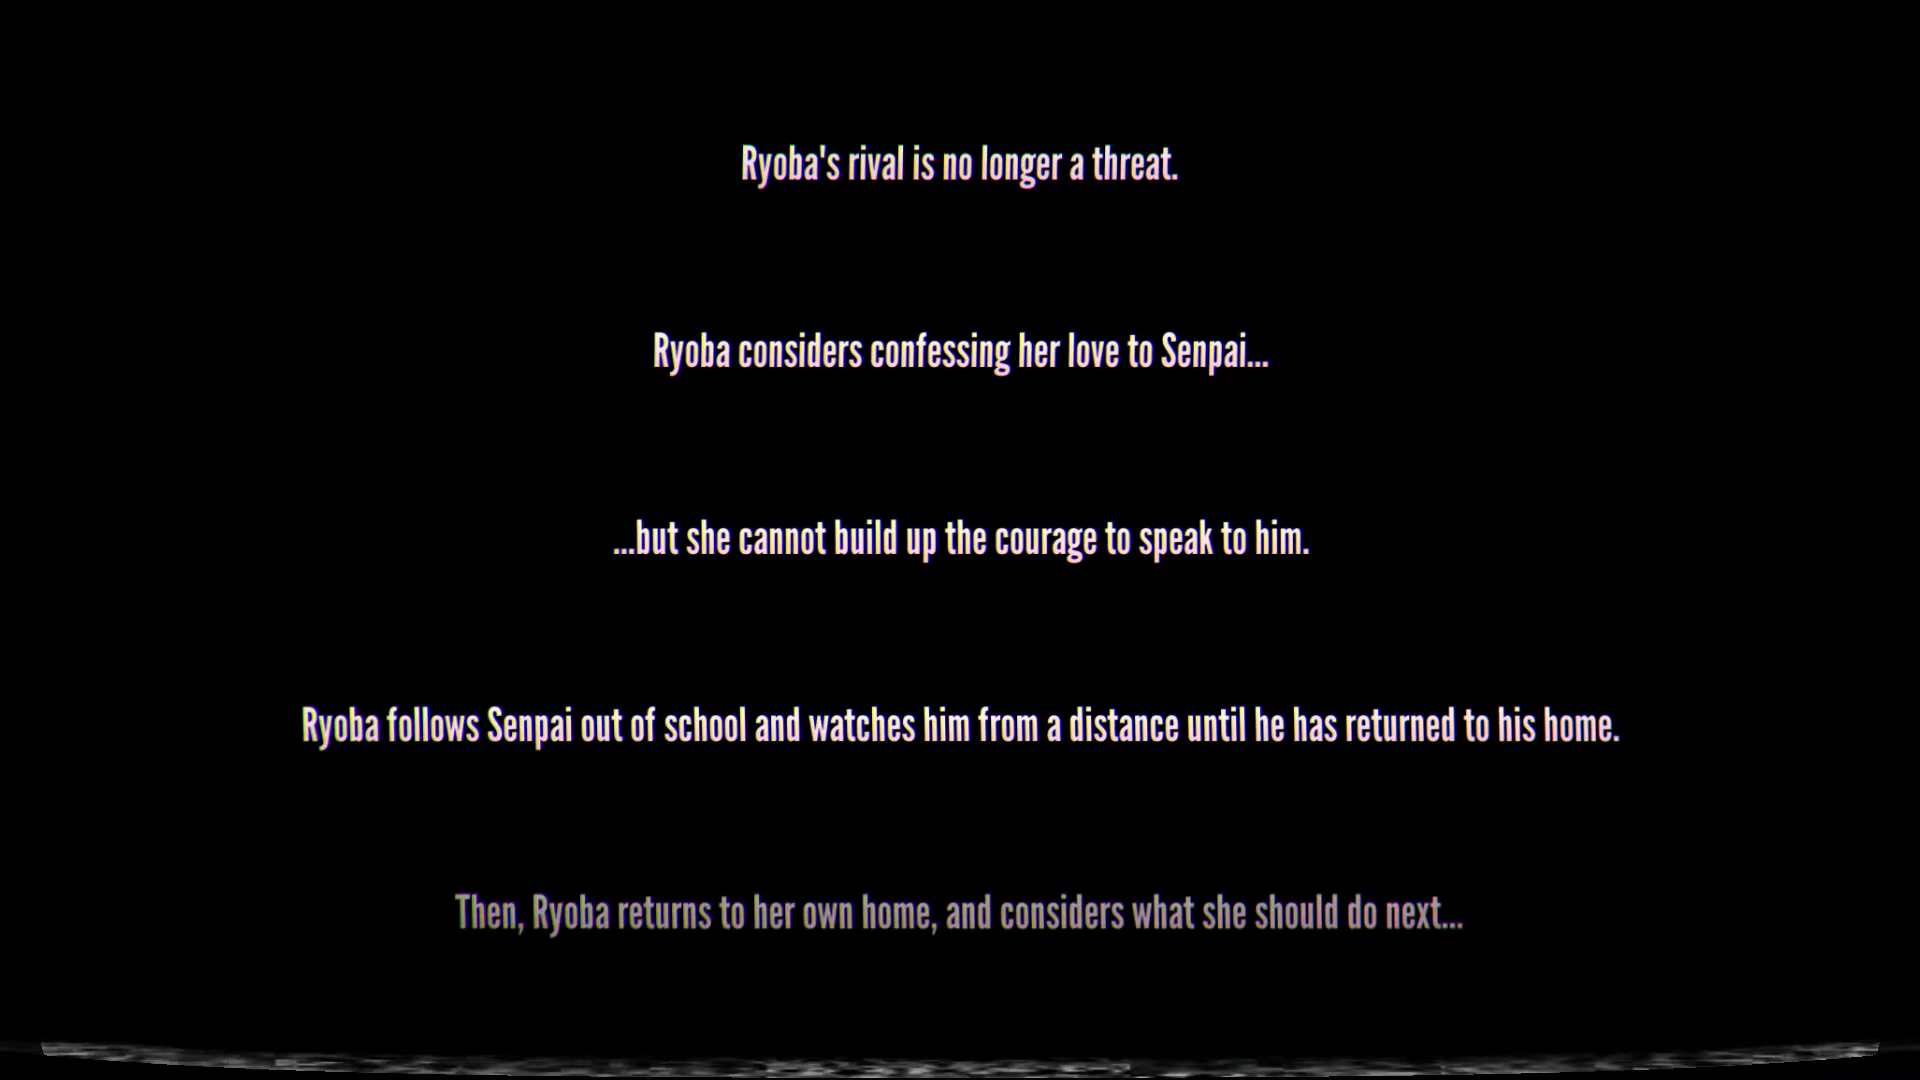 Ryoba's rival is no longer a threat.
Ryoba considers confessing her love to Senpai...
...but she cannot build up the courage to speak to him.
Ryoba follows Senpai out of school and watches him from a distance until he has returned to his home.
Then, Ryoba returns to her own home, and considers what she should do next...